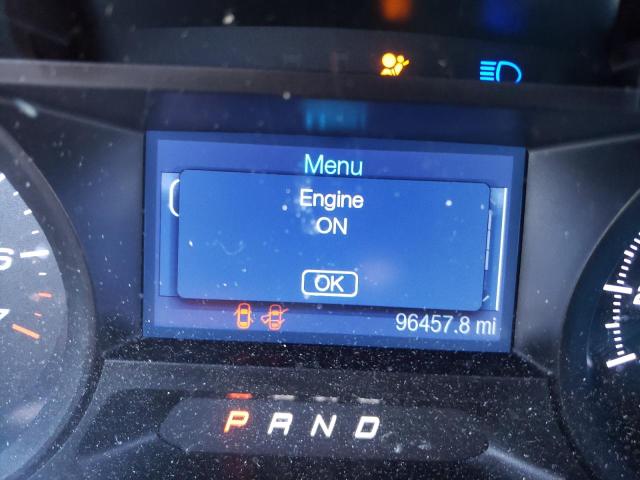 Menu
Engine
ON
OK
96457.8 mi
P R N D